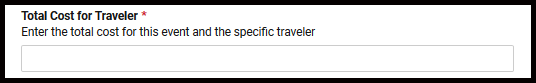 Total Cost for Traveler *
Enter the total cost for this event and the specific traveler